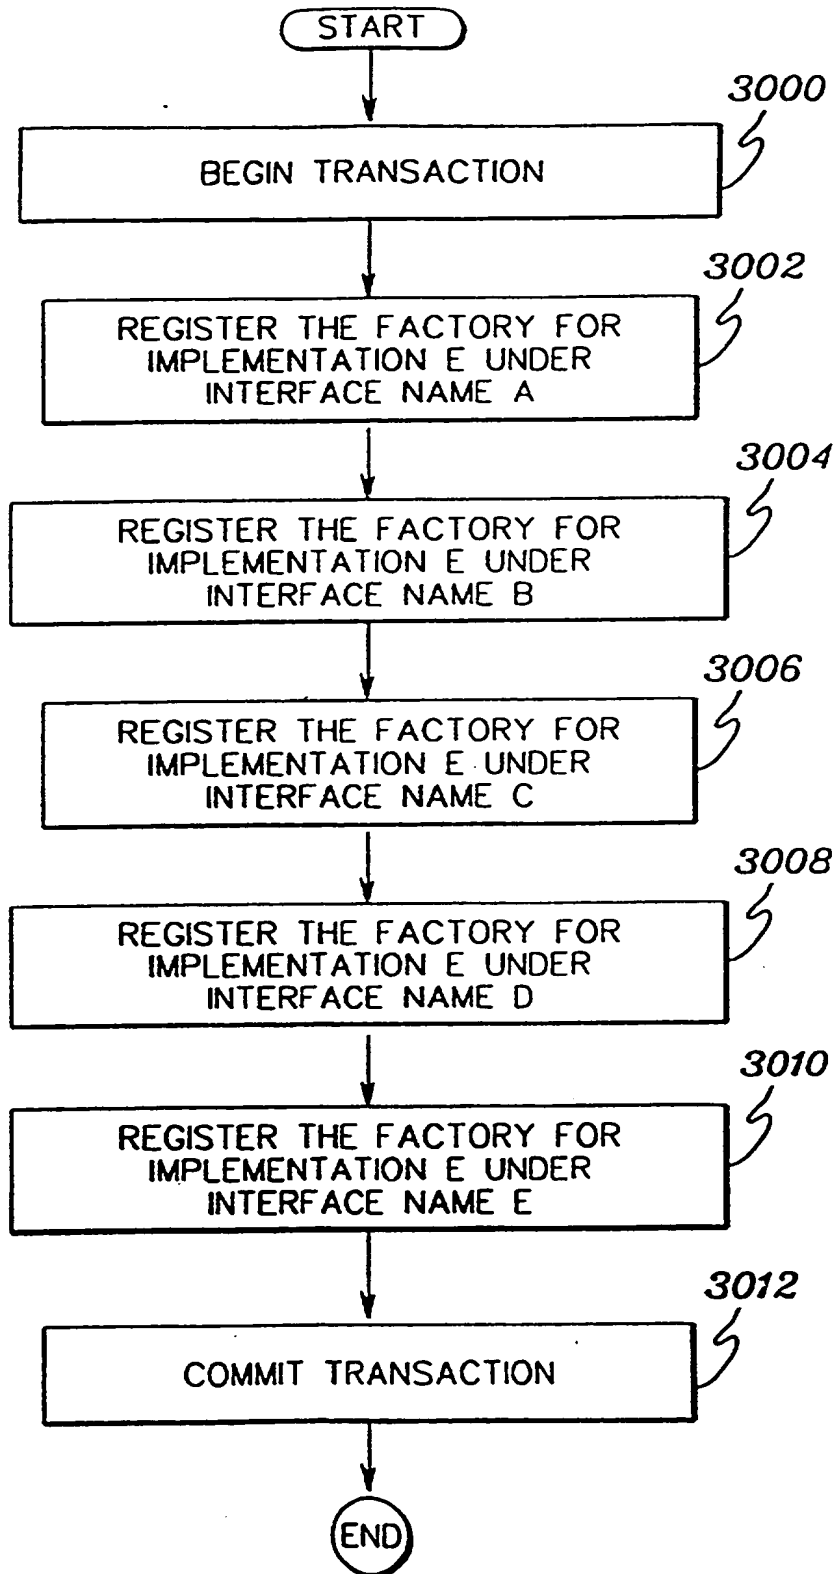 START
3000
BEGIN TRANSACTION
3002
REGISTER THE FACTORY FOR
IMPLEMENTATION E UNDER
INTERFACE NAME A
3004
REGISTER THE FACTORY FOR
IMPLEMENTATION E UNDER
INTERFACE NAME B
3006
REGISTER THE FACTORY FOR
IMPLEMENTATION E UNDER
INTERFACE NAME C
3008
REGISTER THE FACTORY FOR
IMPLEMENTATION E UNDER
INTERFACE NAME D
3010
REGISTER THE FACTORY FOR
IMPLEMENTATION E UNDER
INTERFACE NAME E
3012
COMMIT TRANSACTION
END